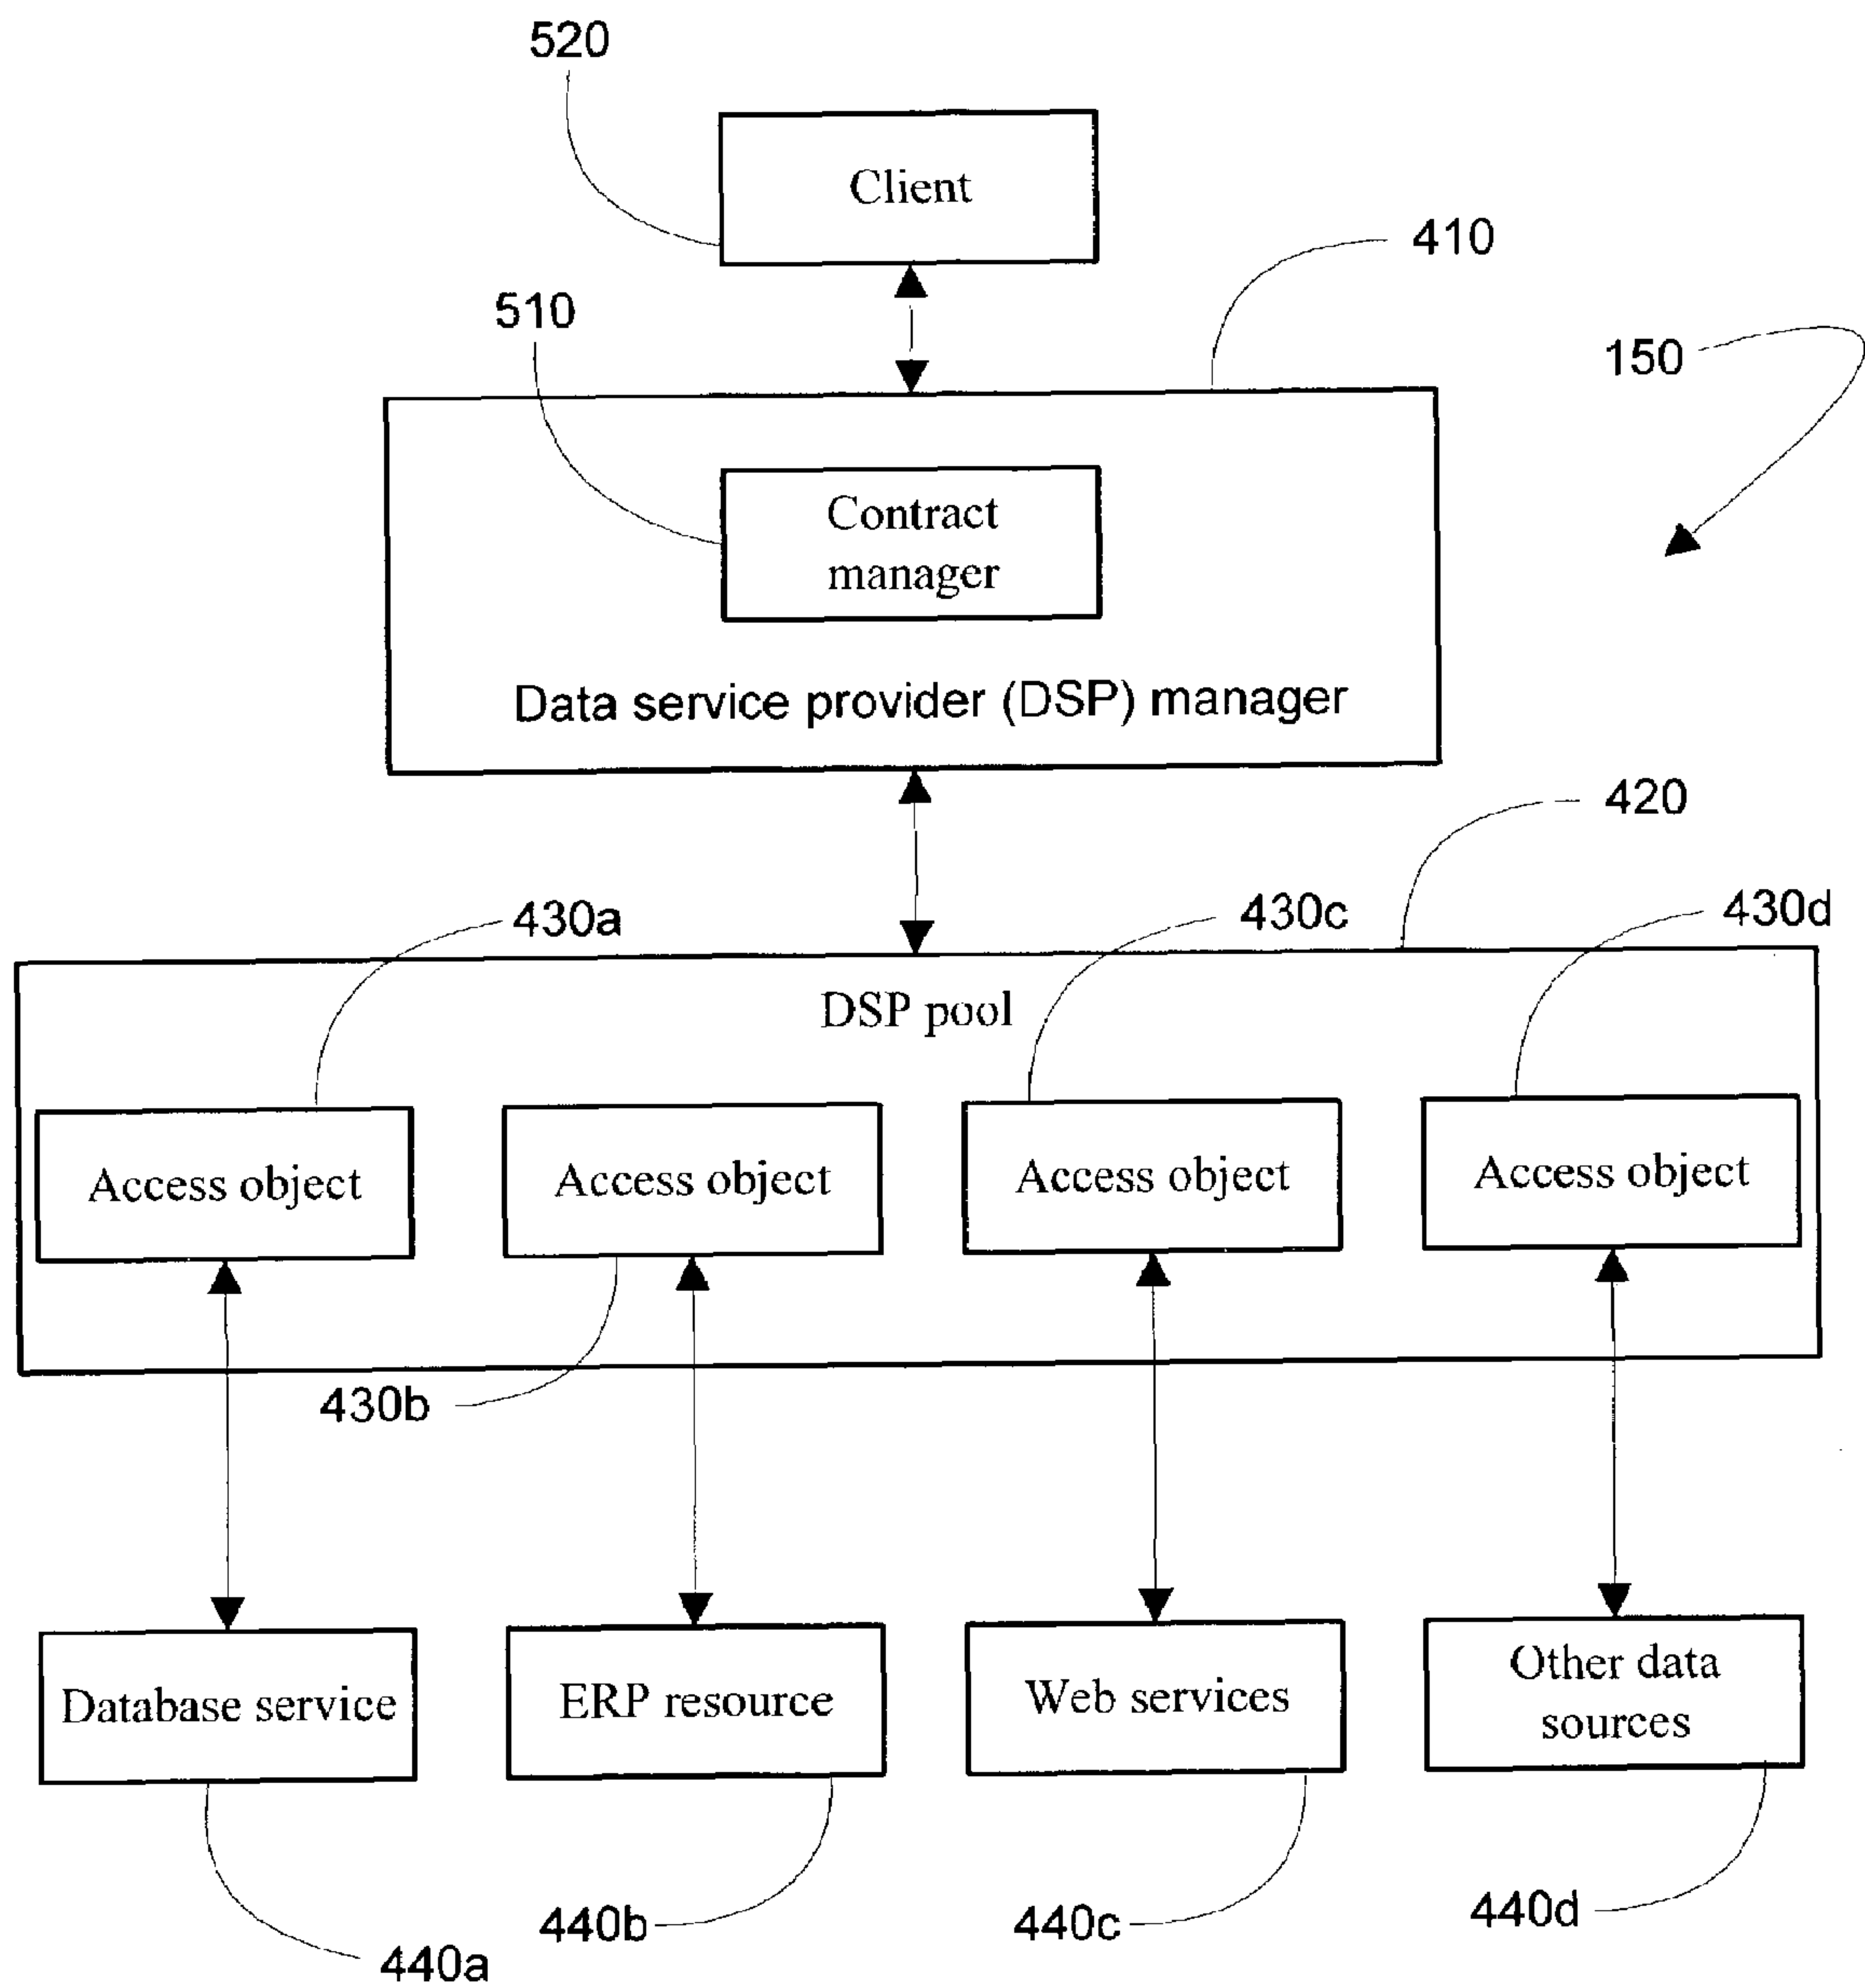 520
Client
410
510
150
Contract
manager
Data service provider (DSP) manager
420
430a
430c
430d
DSP pool
Access object
Access object
Access object
Access object
430b
Database service
ERP resource
Web services
Other data
sources
440a
440b
440c
440d